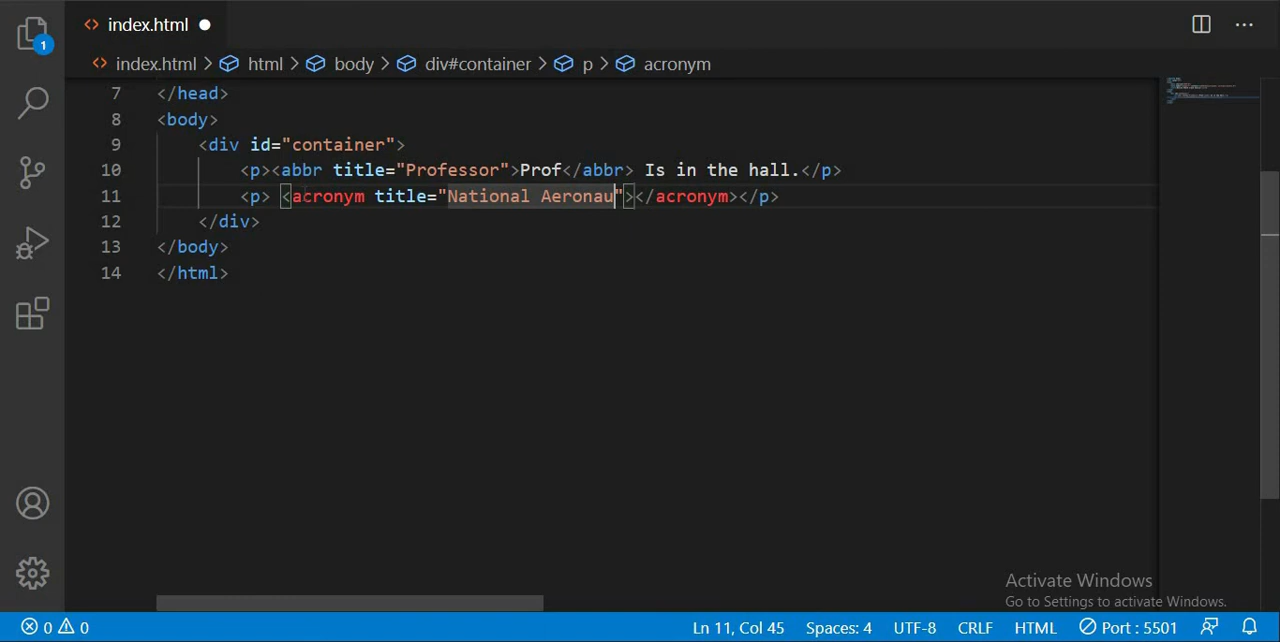 index.html
1
index.html > html > body > div#container > p > acronym
7 </head>
8 <body>
9 <div id="container">
10 <p><abbr title="Professor">Prof</abbr> Is in the hall.</p>
11 <p> <acronym title="National Aeronau"></acronym></p>
12 </div>
13 </body>
14 </html>
Activate Windows
Go to Settings to activate Windows.
0 0 Ln 11, Col 45 Spaces: 4 UTF-8 CRLF HTML Port : 5501